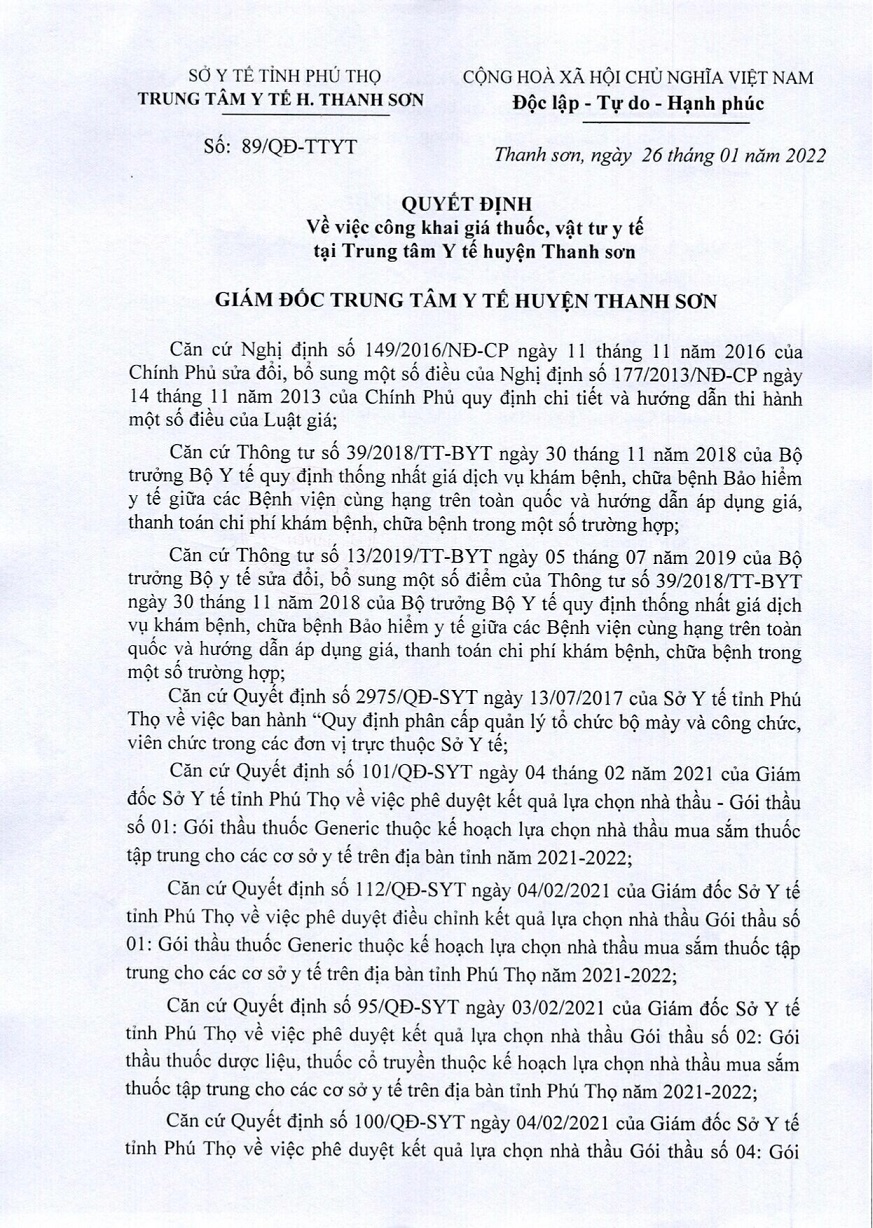 SỞ Y TẾ TỈNH PHÚ THỌ
TRUNG TÂM Y TẾ H. THANH SƠN
Số: 89/QĐ-TTYT
CỘNG HOÀ XÃ HỘI CHỦ NGHĨA VIỆT NAM
Độc lập - Tự do - Hạnh phúc
Thanh sơn, ngày 26 tháng 01 năm 2022
QUYẾT ĐỊNH
Về việc công khai giá thuốc, vật tư y tế
tại Trung tâm Y tế huyện Thanh sơn
GIÁM ĐỐC TRUNG TÂM Y TẾ HUYỆN THANH SƠN
Căn cứ Nghị định số 149/2016/NĐ-CP ngày 11 tháng 11 năm 2016 của
Chính Phủ sửa đổi, bổ sung một số điều của Nghị định số 177/2013/NĐ-CP ngày
14 tháng 11 năm 2013 của Chính Phủ quy định chi tiết và hướng dẫn thi hành
một số điều của Luật giá;
Căn cứ Thông tư số 39/2018/TT-BYT ngày 30 tháng 11 năm 2018 của Bộ
trưởng Bộ Y tế quy định thống nhất giá dịch vụ khám bệnh, chữa bệnh Bảo hiểm
y tế giữa các Bệnh viện cùng hạng trên toàn quốc và hướng dẫn áp dụng giá,
thanh toán chi phí khám bệnh, chữa bệnh trong một số trường hợp;
Căn cứ Thông tư số 13/2019/TT-BYT ngày 05 tháng 07 năm 2019 của Bộ
trưởng Bộ y tế sửa đổi, bổ sung một số điểm của Thông tư số 39/2018/TT-BYT
ngày 30 tháng 11 năm 2018 của Bộ trưởng Bộ Y tế quy định thống nhất giá dịch
vụ khám bệnh, chữa bệnh Bảo hiểm y tế giữa các Bệnh viện cùng hạng trên toàn
quốc và hướng dẫn áp dụng giá, thanh toán chi phí khám bệnh, chữa bệnh trong
một số trường hợp;
Căn cứ Quyết định số 2975/QĐ-SYT ngày 13/07/2017 của Sở Y tế tỉnh Phú
Thọ về việc ban hành “Quy định phân cấp quản lý tổ chức bộ mày và công chức,
viên chức trong các đơn vị trực thuộc Sở Y tế;
Căn cứ Quyết định số 101/QĐ-SYT ngày 04 tháng 02 năm 2021 của Giám
đốc Sở Y tế tỉnh Phú Thọ về việc phê duyệt kết quả lựa chọn nhà thầu - Gói thầu
số 01: Gói thầu thuốc Generic thuộc kế hoạch lựa chọn nhà thầu mua sắm thuốc
tập trung cho các cơ sở y tế trên địa bàn tỉnh năm 2021-2022;
Căn cứ Quyết định số 112/QĐ-SYT ngày 04/02/2021 của Giám đốc Sở Y tế
tỉnh Phú Thọ về việc phê duyệt điều chỉnh kết quả lựa chọn nhà thầu Gói thầu số
01: Gói thầu thuốc Generic thuộc kế hoạch lựa chọn nhà thầu mua sắm thuốc tập
trung cho các cơ sở y tế trên địa bàn tỉnh Phú Thọ năm 2021-2022;
Căn cứ Quyết định số 95/QĐ-SYT ngày 03/02/2021 của Giám đốc Sở Y tế
tỉnh Phú Thọ về việc phê duyệt kết quả lựa chọn nhà thầu Gói thầu số 02: Gói
thầu thuốc dược liệu, thuốc cổ truyền thuộc kế hoạch lựa chọn nhà thầu mua sắm
thuốc tập trung cho các cơ sở y tế trên địa bàn tỉnh Phú Thọ năm 2021-2022;
Căn cứ Quyết định số 100/QĐ-SYT ngày 04/02/2021 của Giám đốc Sở Y tế
tỉnh Phú Thọ về việc phê duyệt kết quả lựa chọn nhà thầu Gói thầu số 04: Gói